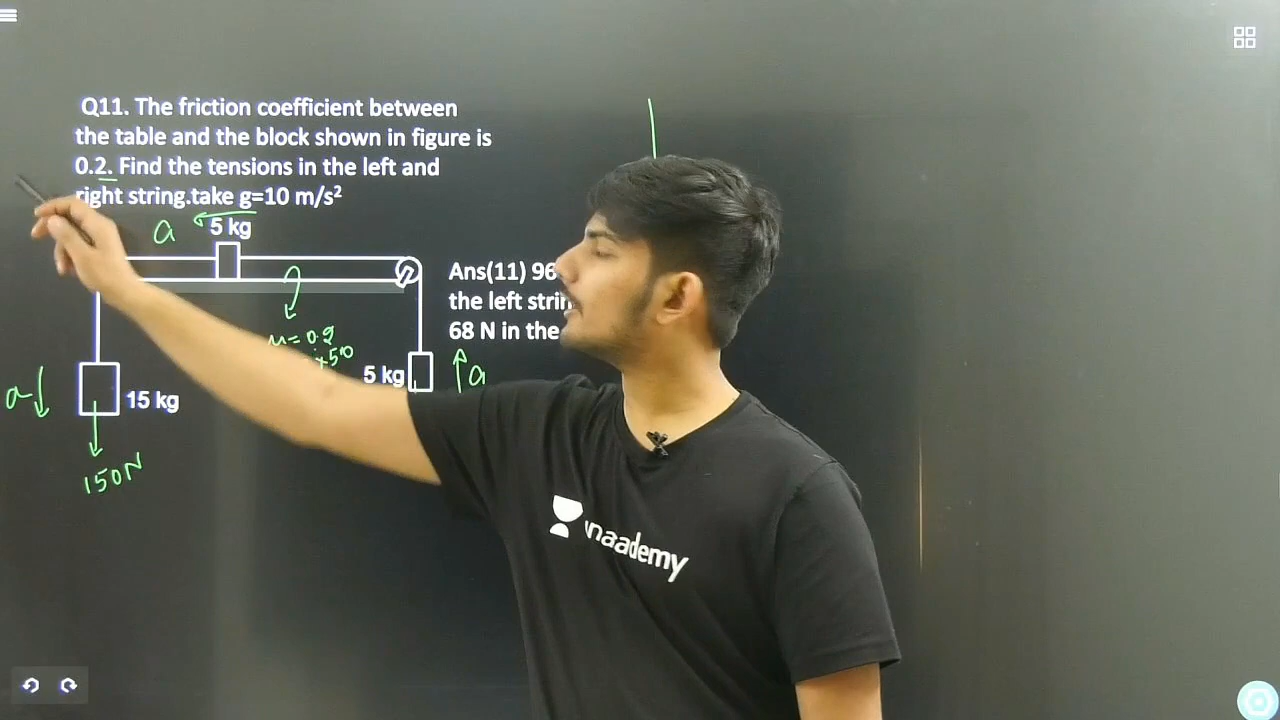 Q11. The friction coefficient between
the table and the block shown in figure is
0.2. Find the tensions in the left and
right string.take g=10 m/s²
a
5 kg
Ans(11) 96
the left strin
68 N in the
μ = 0.2
5 kg
a
a
15 kg
150N
unacademy